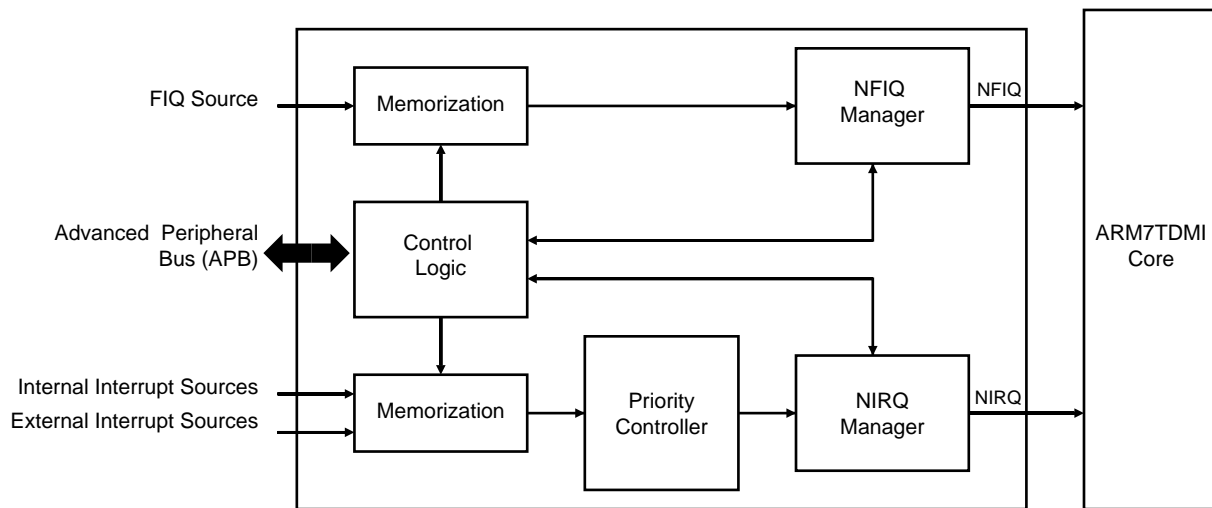 FIQ Source
Memorization
NFIQ
Manager
NFIQ
Advanced Peripheral
Bus (APB)
Control
Logic
ARM7TDMI
Core
Internal Interrupt Sources
External Interrupt Sources
Memorization
Priority
Controller
NIRQ
Manager
NIRQ